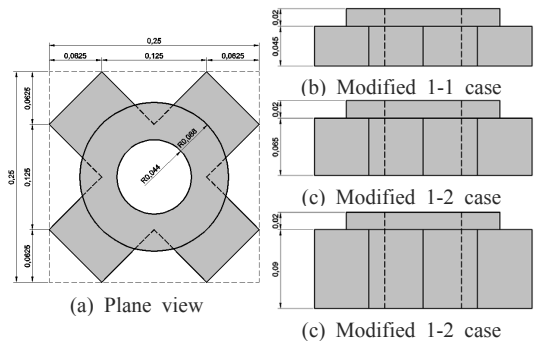 0,25
0,0625 0,125 0,0625
0,0625
0,125
0,25
0,0625
R0,068
R0,044
(a) Plane view
0,02
0,045
(b) Modified 1-1 case
0,02
0,065
(c) Modified 1-2 case
0,02
0,09
(c) Modified 1-2 case